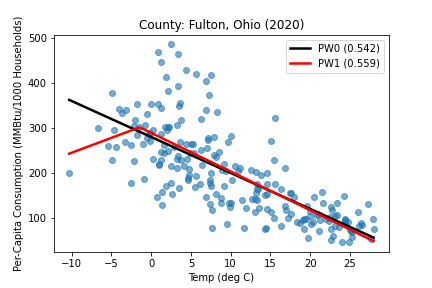 County: Fulton, Ohio (2020)
Per-Capita Consumption (MMBtu/1000 Households)
500
400
300
200
100
PW0 (0.542)
PW1 (0.559)
−10 −5 0 5 10 15 20 25
Temp (deg C)